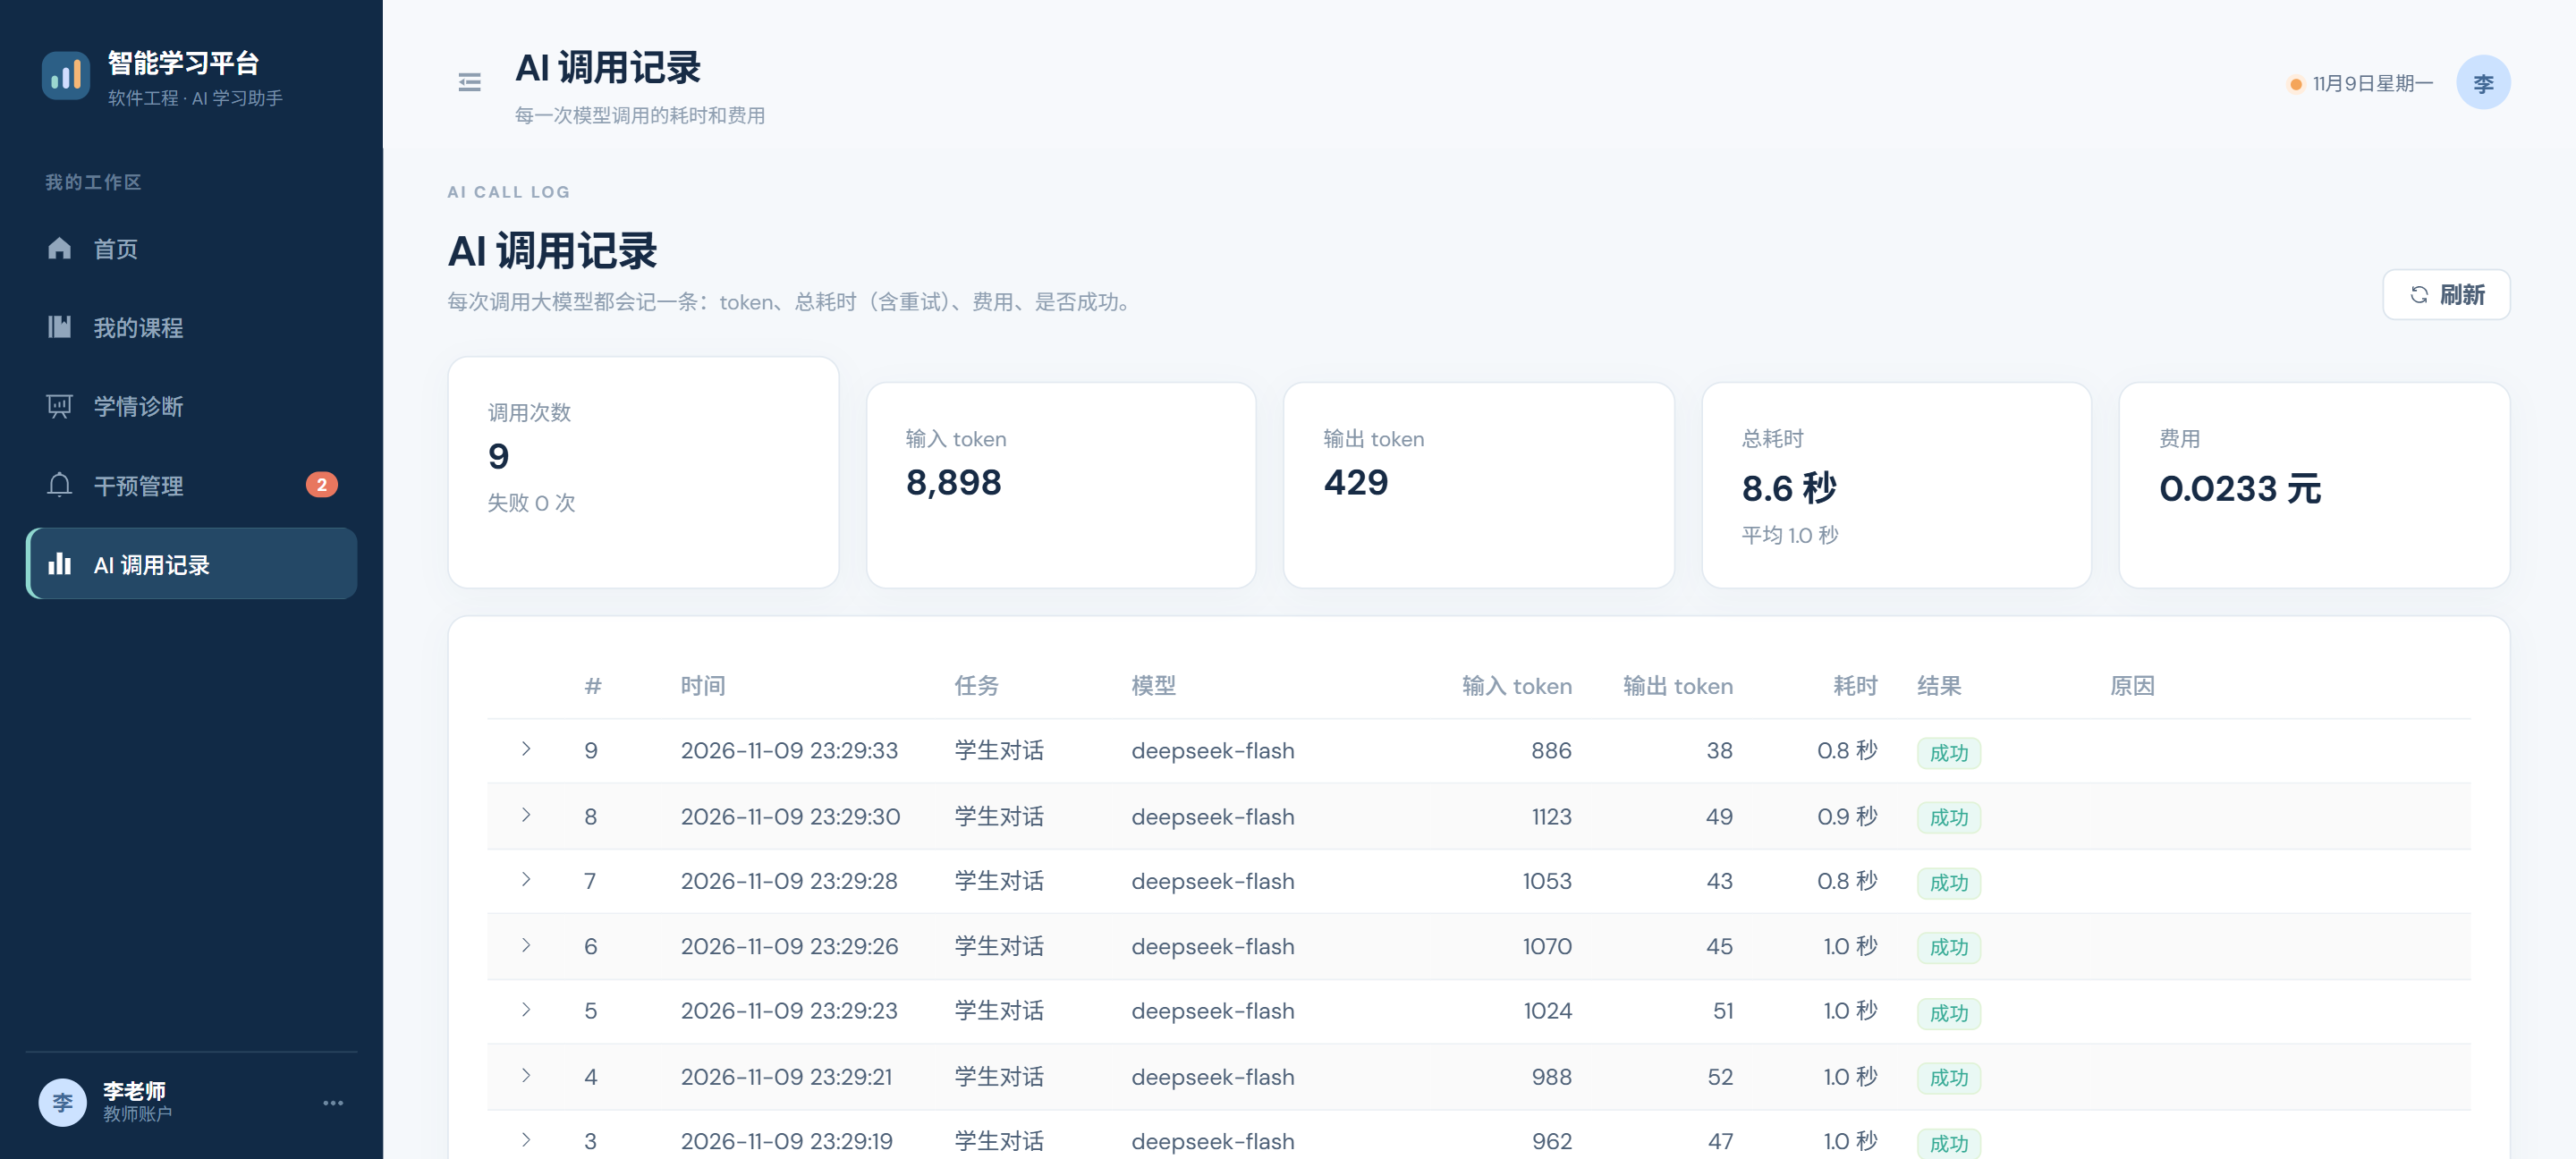 智能学习平台
软件工程 · AI 学习助手
我的工作区
首页
我的课程
学情诊断
干预管理 2
AI 调用记录
李 李老师
教师账户
AI 调用记录
每一次模型调用的耗时和费用
11月9日星期一 李
AI CALL LOG
AI 调用记录
每次调用大模型都会记一条：token、总耗时（含重试）、费用、是否成功。
刷新
调用次数
9
失败 0 次
输入 token
8,898
输出 token
429
总耗时
8.6 秒
平均 1.0 秒
费用
0.0233 元
# 时间 任务 模型 输入 token 输出 token 耗时 结果 原因
9 2026-11-09 23:29:33 学生对话 deepseek-flash 886 38 0.8 秒 成功
8 2026-11-09 23:29:30 学生对话 deepseek-flash 1123 49 0.9 秒 成功
7 2026-11-09 23:29:28 学生对话 deepseek-flash 1053 43 0.8 秒 成功
6 2026-11-09 23:29:26 学生对话 deepseek-flash 1070 45 1.0 秒 成功
5 2026-11-09 23:29:23 学生对话 deepseek-flash 1024 51 1.0 秒 成功
4 2026-11-09 23:29:21 学生对话 deepseek-flash 988 52 1.0 秒 成功
3 2026-11-09 23:29:19 学生对话 deepseek-flash 962 47 1.0 秒 成功